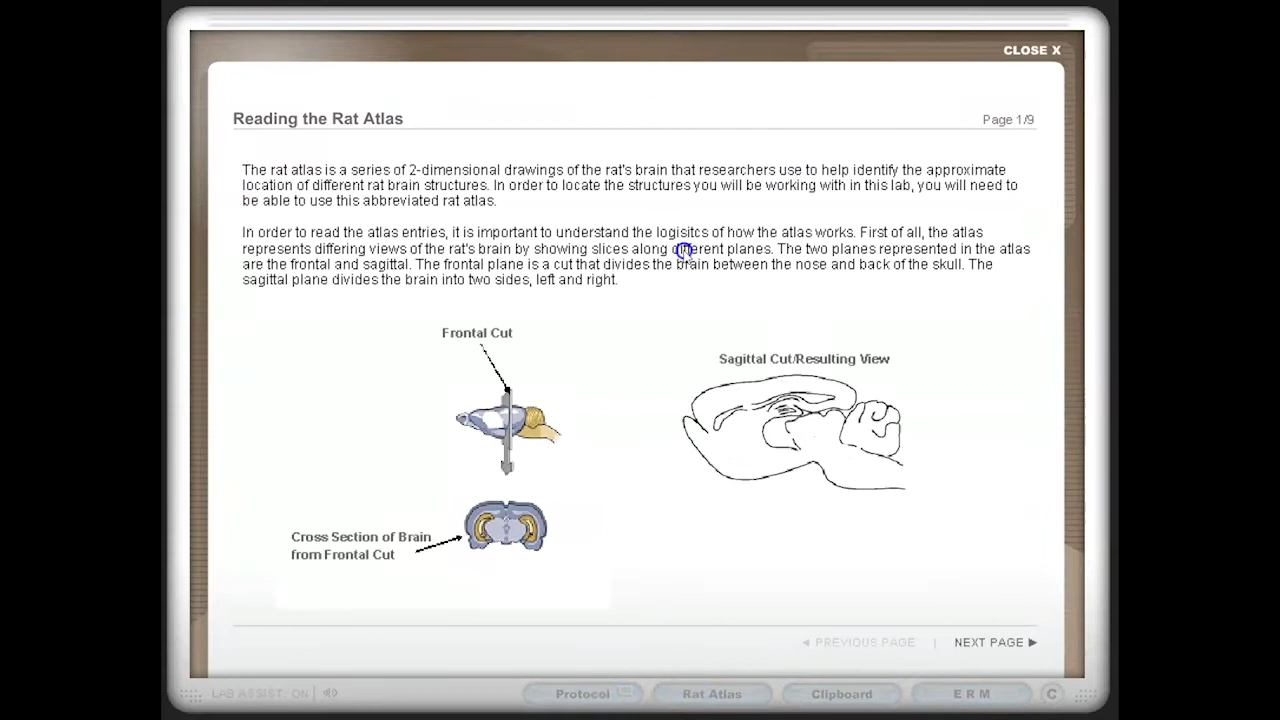 CLOSE X
Reading the Rat Atlas
Page 1/9
The rat atlas is a series of 2-dimensional drawings of the rat's brain that researchers use to help identify the approximate
location of different rat brain structures. In order to locate the structures you will be working with in this lab, you will need to
be able to use this abbreviated rat atlas.
In order to read the atlas entries, it is important to understand the logisitcs of how the atlas works. First of all, the atlas
represents differing views of the rat's brain by showing slices along different planes. The two planes represented in the atlas
are the frontal and sagittal. The frontal plane is a cut that divides the brain between the nose and back of the skull. The
sagittal plane divides the brain into two sides, left and right.
Frontal Cut
Sagittal Cut/Resulting View
Cross Section of Brain
from Frontal Cut
PREVIOUS PAGE | NEXT PAGE
LAB ASSIST: ON
Protocol
Rat Atlas
Clipboard
E R M
C